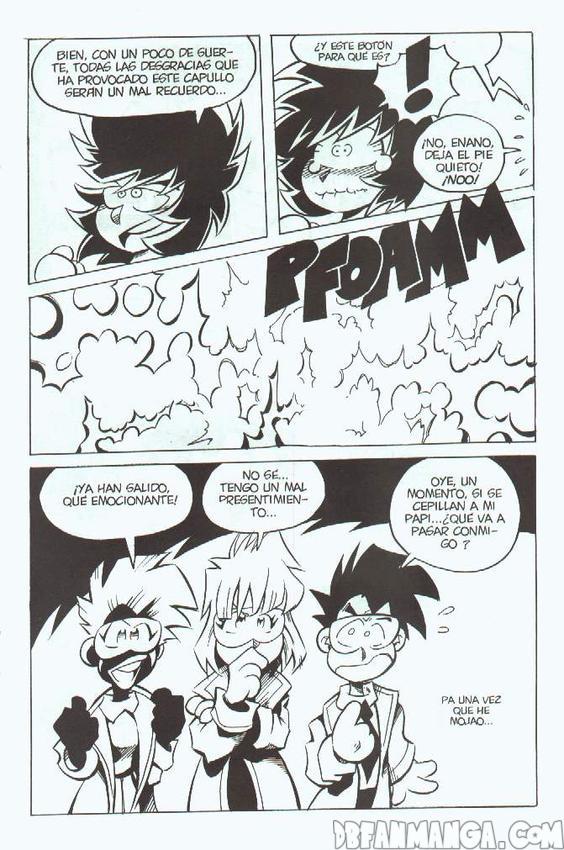 BIEN, CON UN POCO DE SUER-
TE, TODAS LAS DESGRACIAS QUE
HA PROVOCADO ESTE CAPULLO
SERÁN UN MAL RECUERDO...
¿Y ESTE BOTÓN
PARA QUÉ ES?
!
¡NO, ENANO,
DEJA EL PIE
QUIETO!
¡NOO!
PFOAMM
¡YA HAN SALIDO,
QUÉ EMOCIONANTE!
NO SÉ...
TENGO UN MAL
PRESENTIMIEN-
TO...
OYE, UN
MOMENTO, SI SE
CEPILLAN A MI
PAPI...¿QUÉ VA A
PASAR CONMI-
GO ?
PA UNA VEZ
QUE HE
MOJAO...
DBFANMANGA.COM